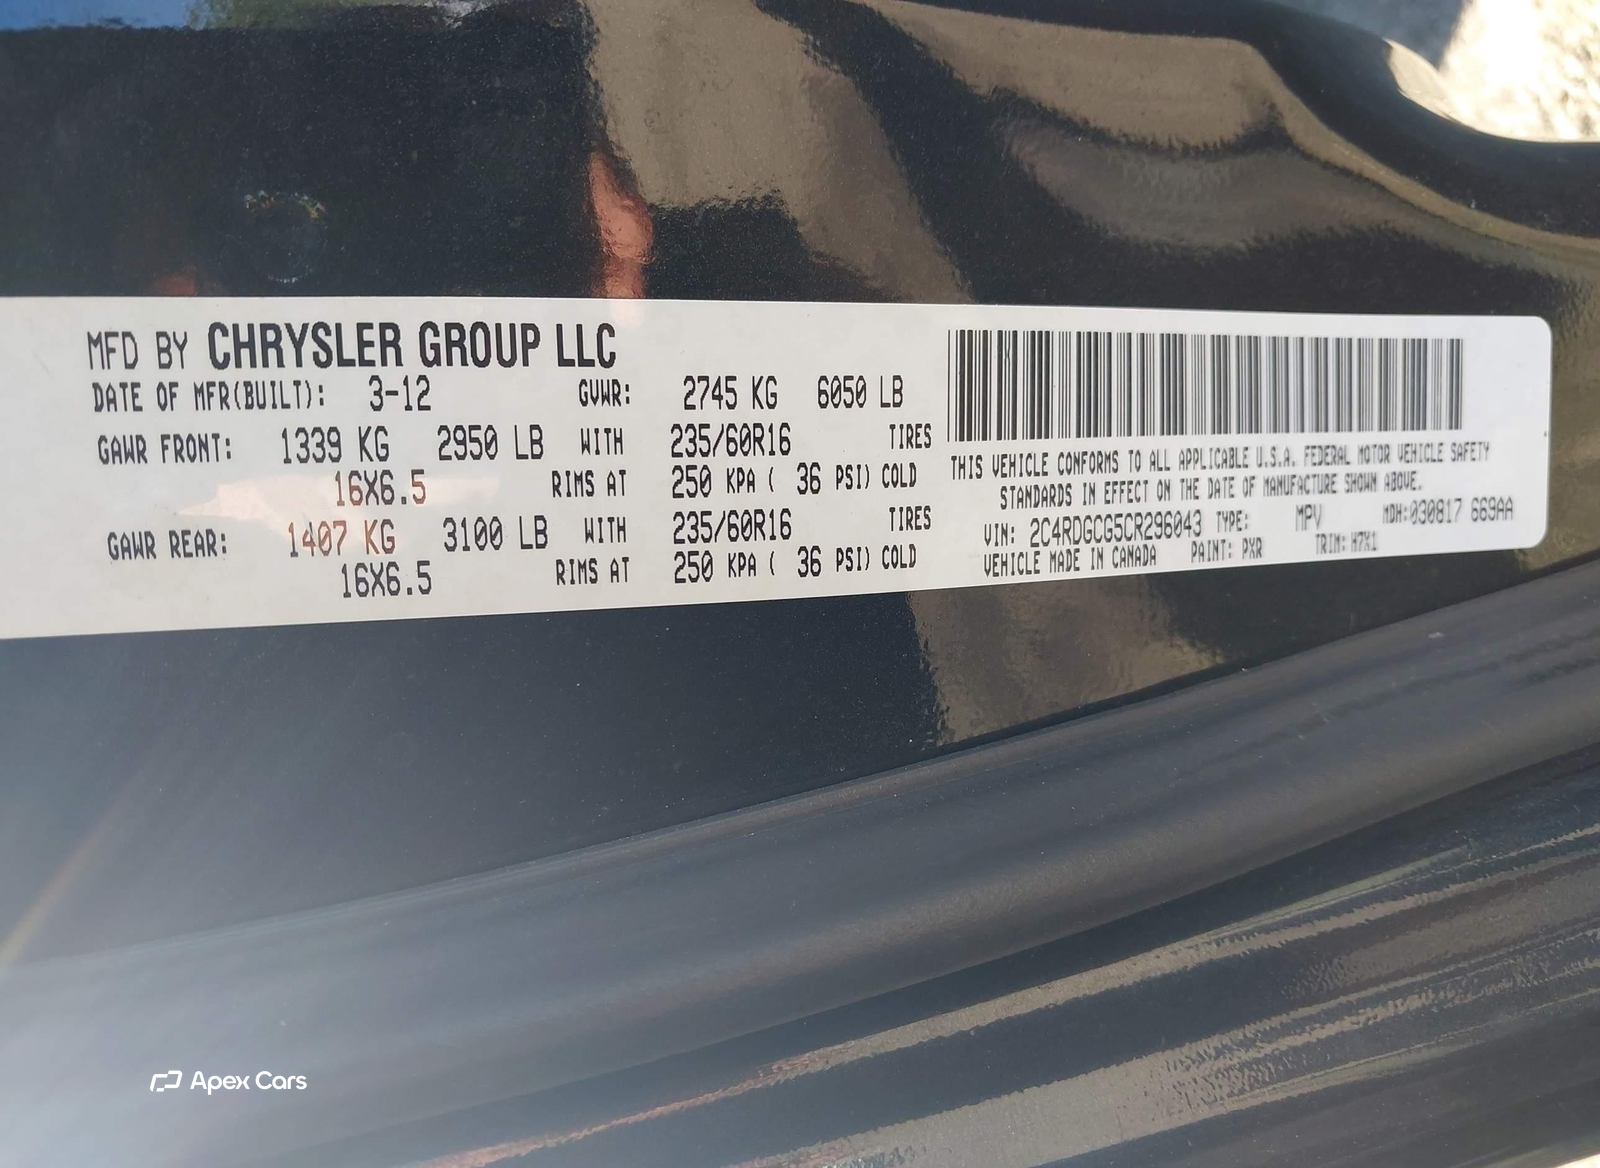 MFD BY CHRYSLER GROUP LLC
DATE OF MFR(BUILT): 3-12 GVWR: 2745 KG 6050 LB
GAWR FRONT: 1339 KG 2950 LB WITH 235/60R16 TIRES
16X6.5 RIMS AT 250 KPA ( 36 PSI) COLD
GAWR REAR: 1407 KG 3100 LB WITH 235/60R16 TIRES
16X6.5 RIMS AT 250 KPA ( 36 PSI) COLD
THIS VEHICLE CONFORMS TO ALL APPLICABLE U.S.A. FEDERAL MOTOR VEHICLE SAFETY
STANDARDS IN EFFECT ON THE DATE OF MANUFACTURE SHOWN ABOVE.
VIN: 2C4RDGCG5CR296043 TYPE: MPV MDH:030817 669AA
VEHICLE MADE IN CANADA PAINT: PXR TRIM: H7X1
Apex Cars